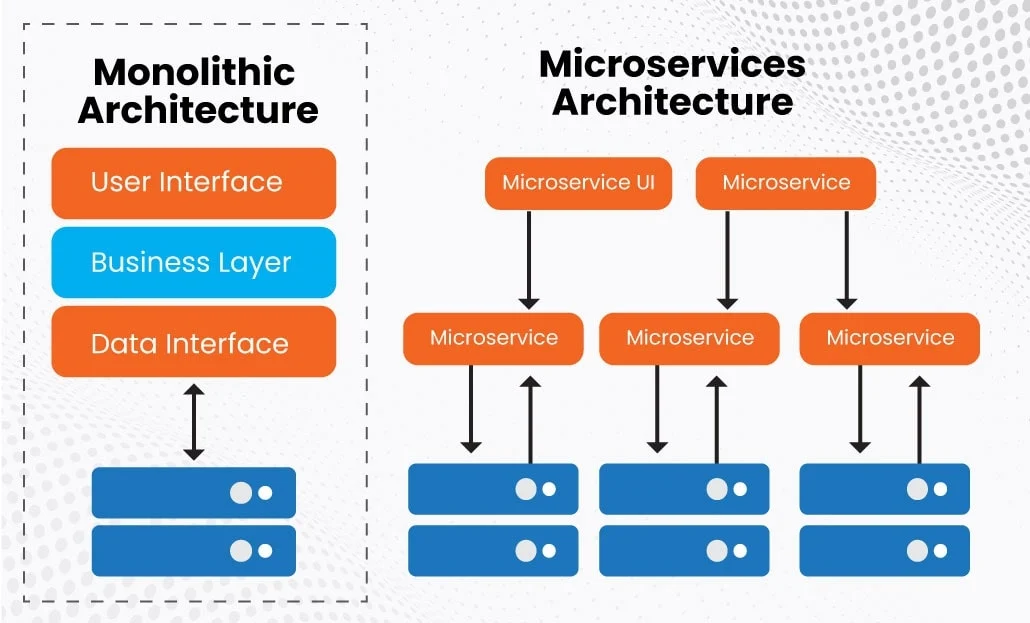 Monolithic
Architecture
User Interface
Business Layer
Data Interface
Microservices
Architecture
Microservice UI
Microservice
Microservice
Microservice
Microservice